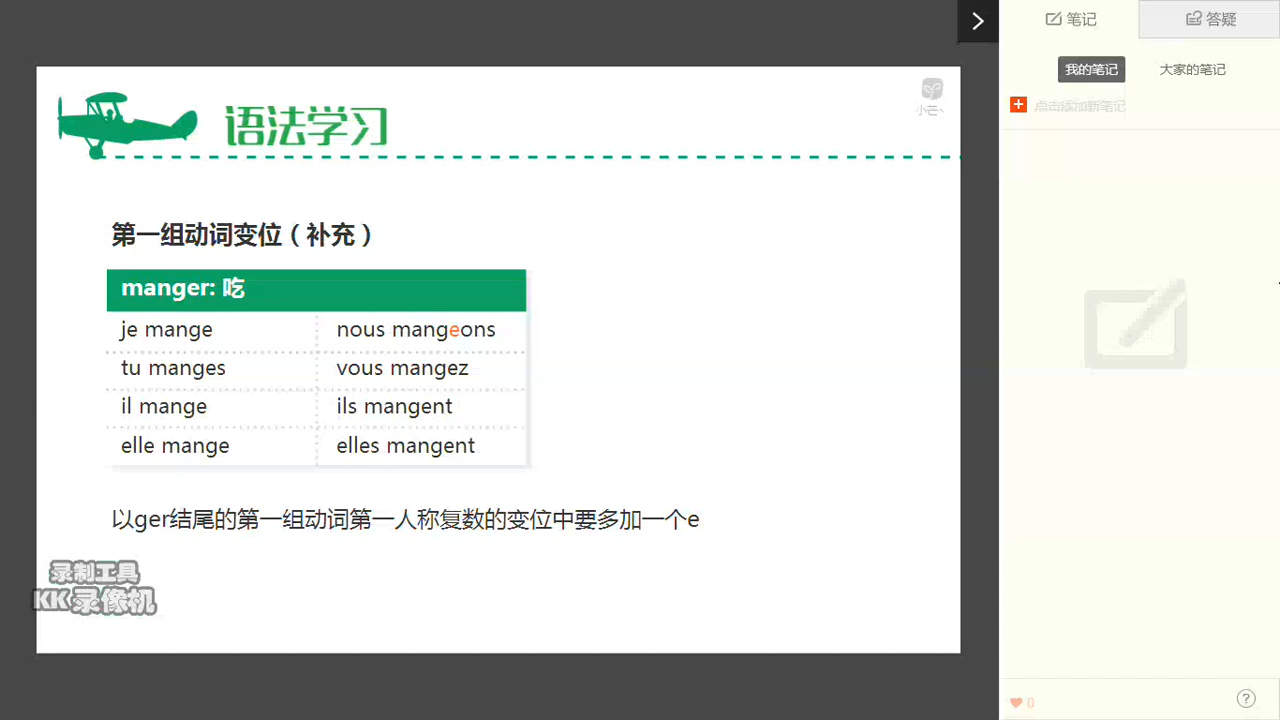 笔记
答疑
我的笔记
大家的笔记
点击添加新笔记
语法学习
第一组动词变位（补充）
manger: 吃
je mange
nous mangeons
tu manges
vous mangez
il mange
ils mangent
elle mange
elles mangent
以ger结尾的第一组动词第一人称复数的变位中要多加一个e
录制工具
KK录像机
0
?